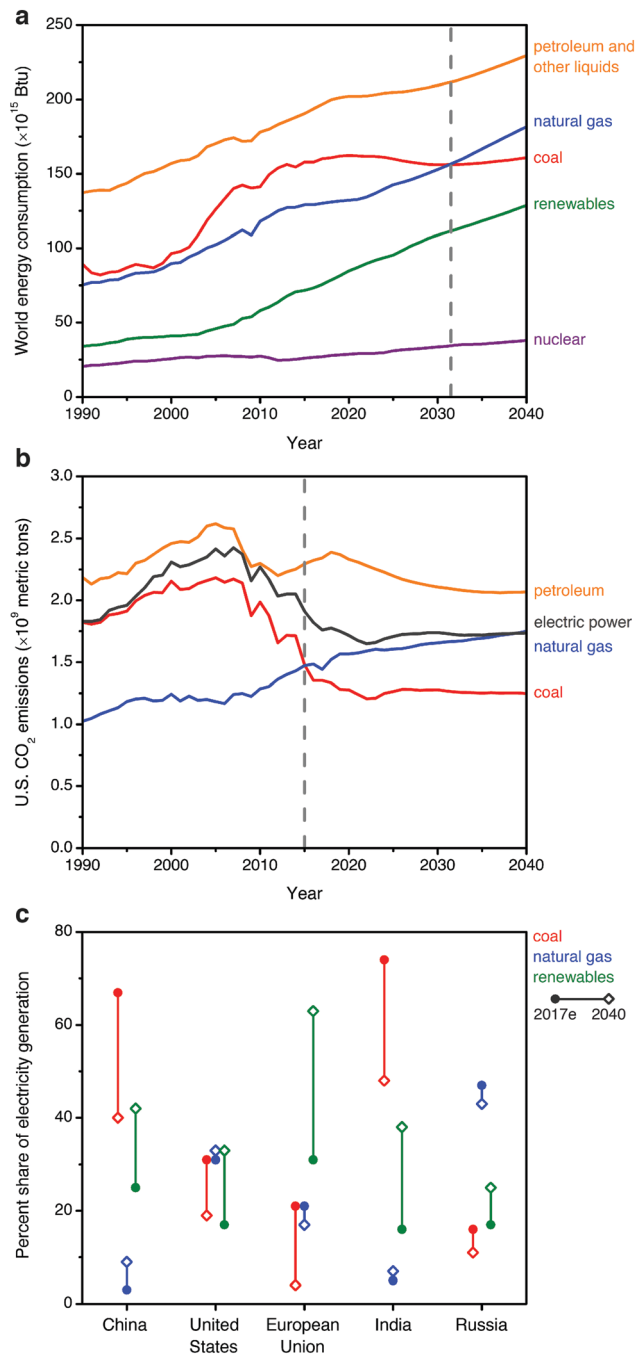 a
250
200
150
100
50
0
World energy consumption (×10¹⁵ Btu)
petroleum and
other liquids
natural gas
coal
renewables
nuclear
1990 2000 2010 2020 2030 2040
Year
b
3.0
2.5
2.0
1.5
1.0
0.5
0.0
U.S. CO₂ emissions (×10⁹ metric tons)
petroleum
electric power
natural gas
coal
1990 2000 2010 2020 2030 2040
Year
c
80
60
40
20
0
Percent share of electricity generation
coal
natural gas
renewables
2017e 2040
China United European India Russia
States Union